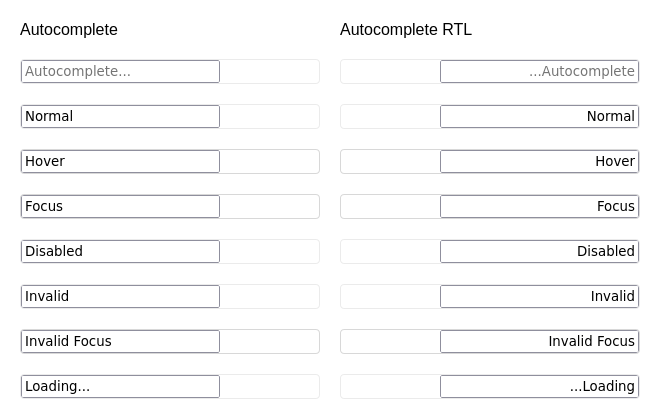 Autocomplete
Autocomplete...
Normal
Hover
Focus
Disabled
Invalid
Invalid Focus
Loading...
Autocomplete RTL
...Autocomplete
Normal
Hover
Focus
Disabled
Invalid
Invalid Focus
...Loading